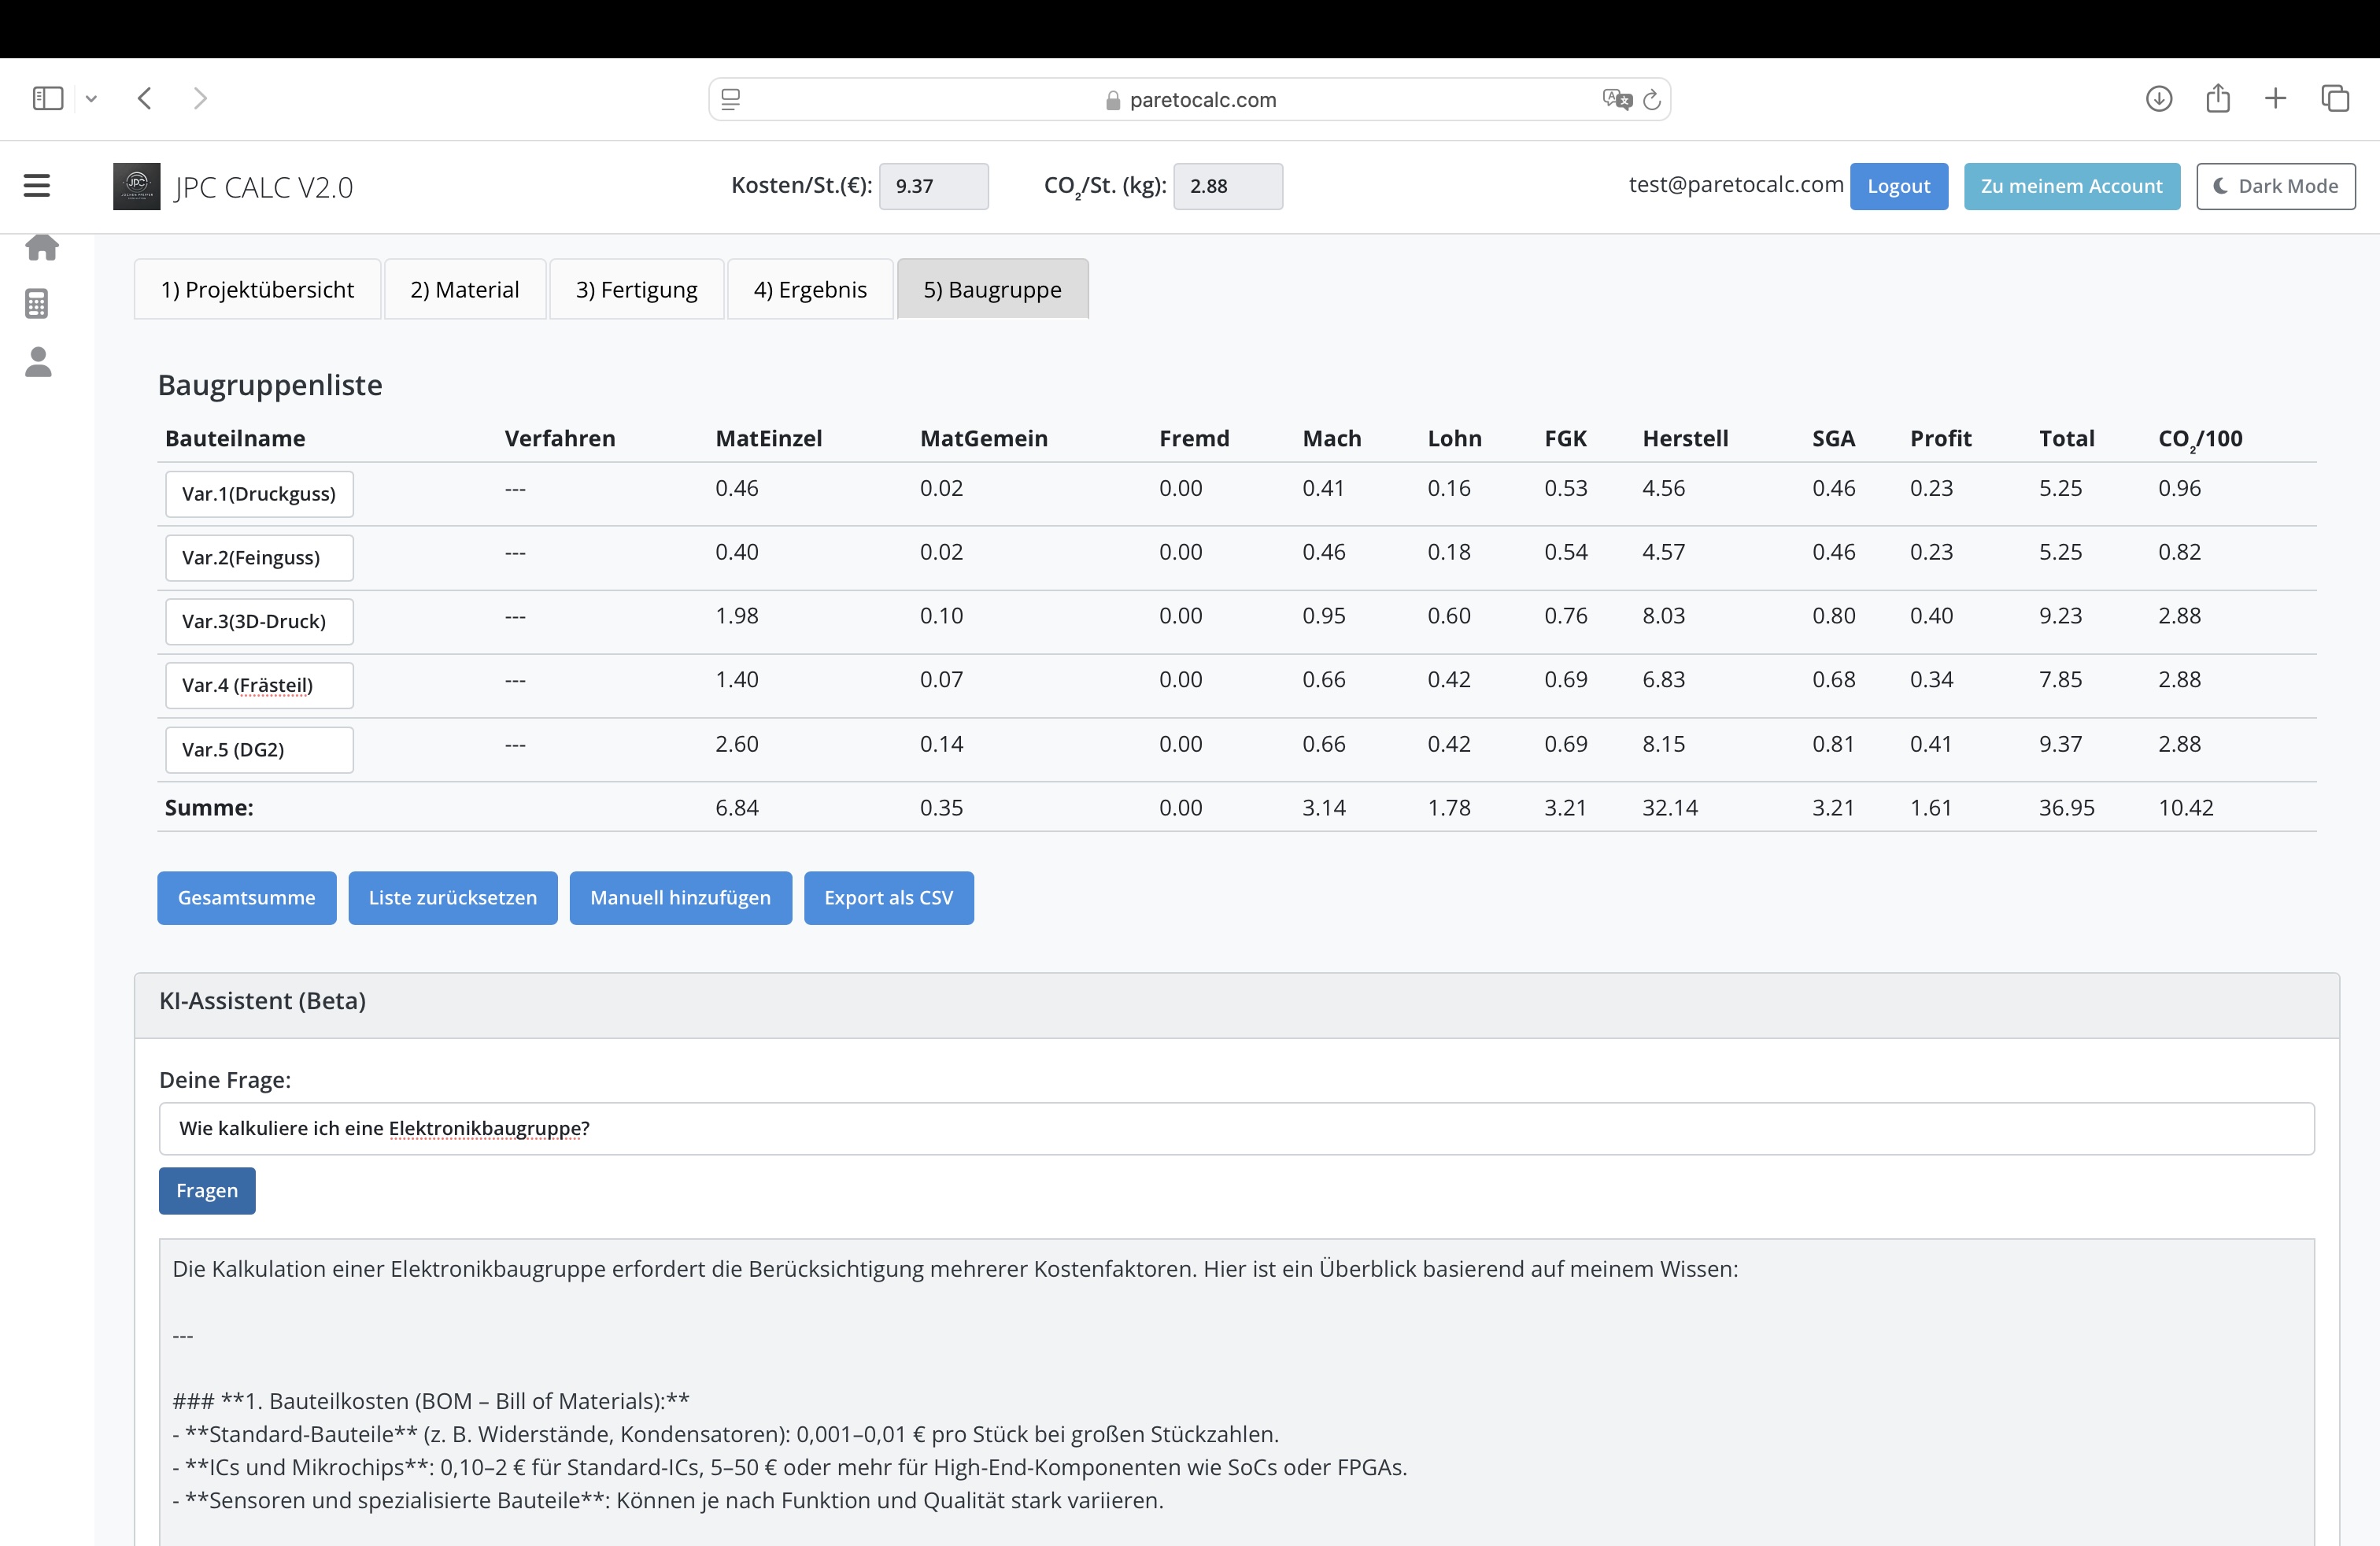 paretocalc.com
JPC CALC V2.0 Kosten/St.(€): 9.37 CO₂/St. (kg): 2.88 test@paretocalc.com Logout Zu meinem Account Dark Mode
1) Projektübersicht 2) Material 3) Fertigung 4) Ergebnis 5) Baugruppe
Baugruppenliste
Bauteilname Verfahren MatEinzel MatGemein Fremd Mach Lohn FGK Herstell SGA Profit Total CO₂/100
Var.1(Druckguss) --- 0.46 0.02 0.00 0.41 0.16 0.53 4.56 0.46 0.23 5.25 0.96
Var.2(Feinguss) --- 0.40 0.02 0.00 0.46 0.18 0.54 4.57 0.46 0.23 5.25 0.82
Var.3(3D-Druck) --- 1.98 0.10 0.00 0.95 0.60 0.76 8.03 0.80 0.40 9.23 2.88
Var.4 (Frästeil) --- 1.40 0.07 0.00 0.66 0.42 0.69 6.83 0.68 0.34 7.85 2.88
Var.5 (DG2) --- 2.60 0.14 0.00 0.66 0.42 0.69 8.15 0.81 0.41 9.37 2.88
Summe: 6.84 0.35 0.00 3.14 1.78 3.21 32.14 3.21 1.61 36.95 10.42
Gesamtsumme Liste zurücksetzen Manuell hinzufügen Export als CSV
KI-Assistent (Beta)
Deine Frage:
Wie kalkuliere ich eine Elektronikbaugruppe?
Fragen
Die Kalkulation einer Elektronikbaugruppe erfordert die Berücksichtigung mehrerer Kostenfaktoren. Hier ist ein Überblick basierend auf meinem Wissen:
---
### **1. Bauteilkosten (BOM – Bill of Materials):**
- **Standard-Bauteile** (z. B. Widerstände, Kondensatoren): 0,001–0,01 € pro Stück bei großen Stückzahlen.
- **ICs und Mikrochips**: 0,10–2 € für Standard-ICs, 5–50 € oder mehr für High-End-Komponenten wie SoCs oder FPGAs.
- **Sensoren und spezialisierte Bauteile**: Können je nach Funktion und Qualität stark variieren.